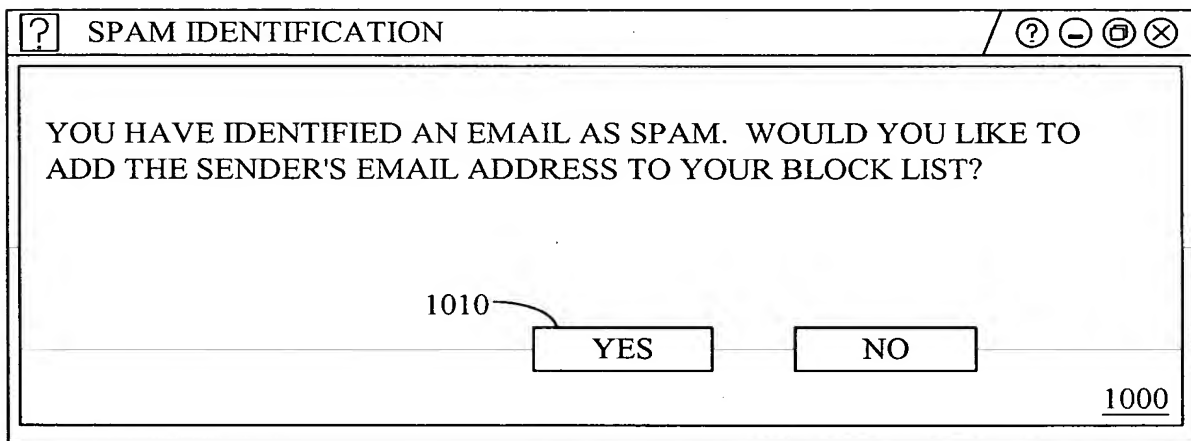 ? SPAM IDENTIFICATION ?
YOU HAVE IDENTIFIED AN EMAIL AS SPAM. WOULD YOU LIKE TO
ADD THE SENDER'S EMAIL ADDRESS TO YOUR BLOCK LIST?
1010
YES NO
1000